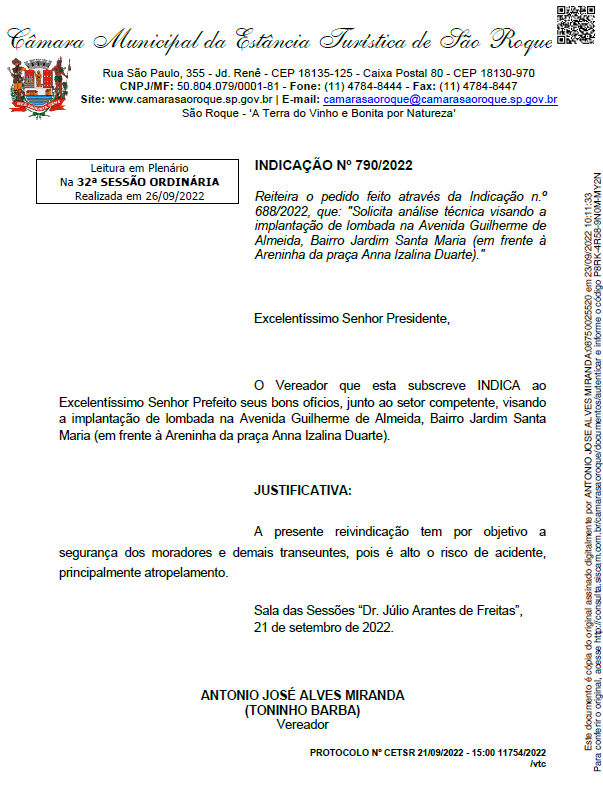 Câmara Municipal da Estância Turística de São Roque
Rua São Paulo, 355 - Jd. Renê - CEP 18135-125 - Caixa Postal 80 - CEP 18130-970
CNPJ/MF: 50.804.079/0001-81 - Fone: (11) 4784-8444 - Fax: (11) 4784-8447
Site: www.camarasaoroque.sp.gov.br | E-mail: camarasaoroque@camarasaoroque.sp.gov.br
São Roque - 'A Terra do Vinho e Bonita por Natureza'
Leitura em Plenário
Na 32ª SESSÃO ORDINÁRIA
Realizada em 26/09/2022
INDICAÇÃO Nº 790/2022
Reitera o pedido feito através da Indicação n.º
688/2022, que: "Solicita análise técnica visando a
implantação de lombada na Avenida Guilherme de
Almeida, Bairro Jardim Santa Maria (em frente à
Areninha da praça Anna Izalina Duarte)."
Excelentíssimo Senhor Presidente,
O Vereador que esta subscreve INDICA ao
Excelentíssimo Senhor Prefeito seus bons ofícios, junto ao setor competente, visando
a implantação de lombada na Avenida Guilherme de Almeida, Bairro Jardim Santa
Maria (em frente à Areninha da praça Anna Izalina Duarte).
JUSTIFICATIVA:
A presente reivindicação tem por objetivo a
segurança dos moradores e demais transeuntes, pois é alto o risco de acidente,
principalmente atropelamento.
Sala das Sessões “Dr. Júlio Arantes de Freitas”,
21 de setembro de 2022.
ANTONIO JOSÉ ALVES MIRANDA
(TONINHO BARBA)
Vereador
PROTOCOLO Nº CETSR 21/09/2022 - 15:00 11754/2022
/vtc
Este documento é cópia do original assinado digitalmente por ANTONIO JOSE ALVES MIRANDA:08750025520 em 23/09/2022 10:11:33
Para conferir o original, acesse http://consulta.siscam.com.br/camarasaoroque/documentos/autenticar e informe o código P8RK-4R58-9N0M-MY2N